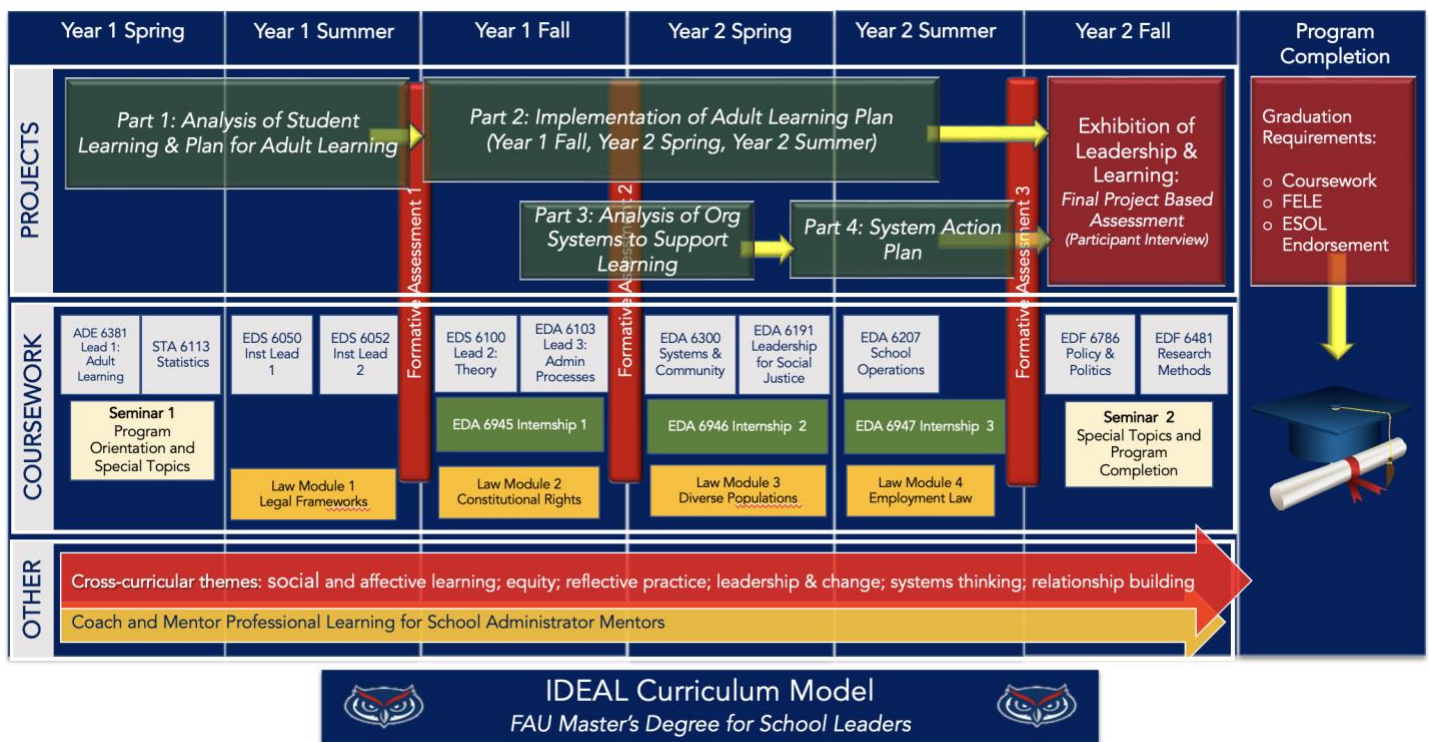 Year 1 Spring
Year 1 Summer
Year 1 Fall
Year 2 Spring
Year 2 Summer
Year 2 Fall
Program
Completion
PROJECTS
Part 1: Analysis of Student
Learning & Plan for Adult Learning
Formative Assessment 1
Part 2: Implementation of Adult Learning Plan
(Year 1 Fall, Year 2 Spring, Year 2 Summer)
Part 3: Analysis of Org
Systems to Support
Learning
Formative Assessment 2
Part 4: System Action
Plan
Formative Assessment 3
Exhibition of
Leadership &
Learning:
Final Project Based
Assessment
(Participant Interview)
Graduation
Requirements:
o Coursework
o FELE
o ESOL
Endorsement
COURSEWORK
ADE 6381
Lead 1:
Adult
Learning
STA 6113
Statistics
EDS 6050
Inst Lead
1
EDS 6052
Inst Lead
2
EDS 6100
Lead 2:
Theory
EDA 6103
Lead 3:
Admin
Processes
EDA 6300
Systems &
Community
EDA 6191
Leadership
for Social
Justice
EDA 6207
School
Operations
EDF 6786
Policy &
Politics
EDF 6481
Research
Methods
Seminar 1
Program
Orientation and
Special Topics
EDA 6945 Internship 1
EDA 6946 Internship 2
EDA 6947 Internship 3
Seminar 2
Special Topics and
Program
Completion
Law Module 1
Legal Frameworks
Law Module 2
Constitutional Rights
Law Module 3
Diverse Populations
Law Module 4
Employment Law
OTHER
Cross-curricular themes: social and affective learning; equity; reflective practice; leadership & change; systems thinking; relationship building
Coach and Mentor Professional Learning for School Administrator Mentors
IDEAL Curriculum Model
FAU Master's Degree for School Leaders